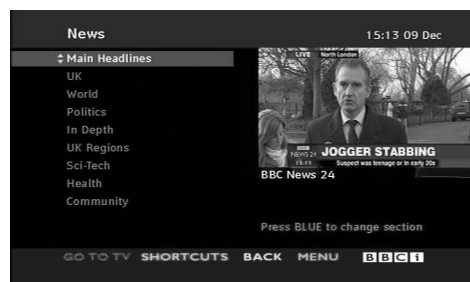 News
15:13 09 Dec
Main Headlines
UK
World
Politics
In Depth
UK Regions
Sci-Tech
Health
Community
LIVE North London
BBC
NEWS 24
15:13
JOGGER STABBING
Suspect was teenage or in early 20s
BBC News 24
Press BLUE to change section
GO TO TV SHORTCUTS BACK MENU BBCi